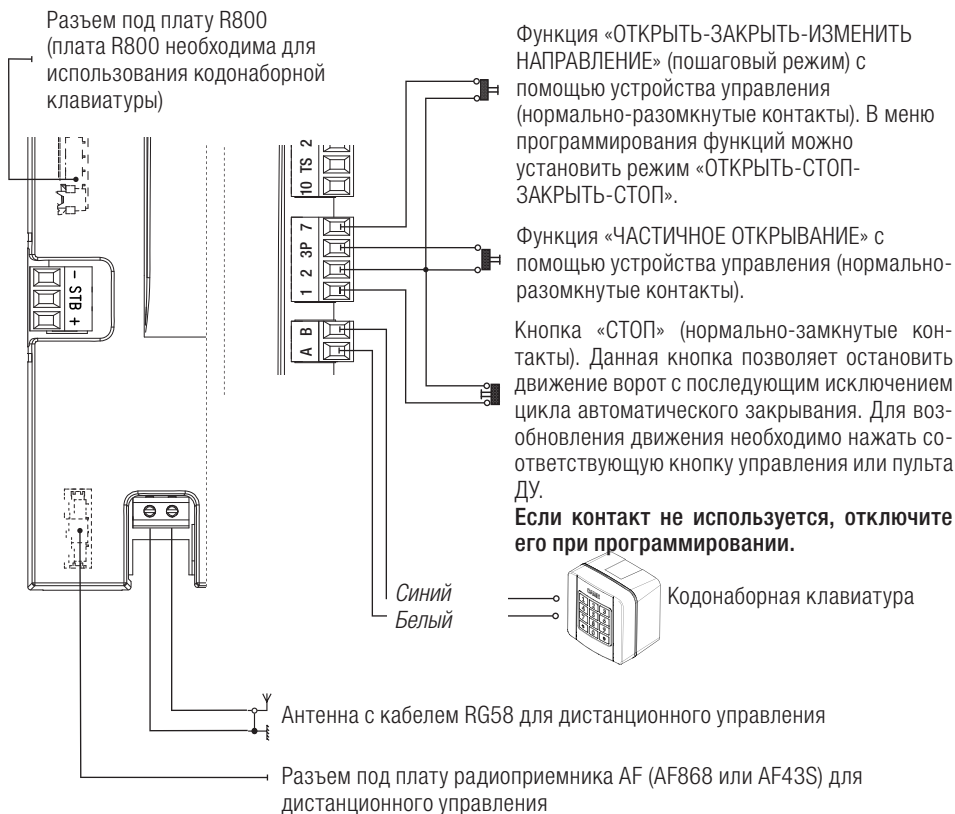 Разъем под плату R800
(плата R800 необходима для
использования кодонаборной
клавиатуры)
Функция «ОТКРЫТЬ-ЗАКРЫТЬ-ИЗМЕНИТЬ
НАПРАВЛЕНИЕ» (пошаговый режим) с
помощью устройства управления
(нормально-разомкнутые контакты). В меню
программирования функций можно
установить режим «ОТКРЫТЬ-СТОП-
ЗАКРЫТЬ-СТОП».
Функция «ЧАСТИЧНОЕ ОТКРЫВАНИЕ» с
помощью устройства управления (нормально-
разомкнутые контакты).
Кнопка «СТОП» (нормально-замкнутые кон-
такты). Данная кнопка позволяет остановить
движение ворот с последующим исключением
цикла автоматического закрывания. Для воз-
обновления движения необходимо нажать со-
ответствующую кнопку управления или пульта
ДУ.
Если контакт не используется, отключите
его при программировании.
10 TS 2
1 2 3P 7
A B
- STB +
Синий
Белый
Кодонаборная клавиатура
Антенна с кабелем RG58 для дистанционного управления
Разъем под плату радиоприемника AF (AF868 или AF43S) для
дистанционного управления